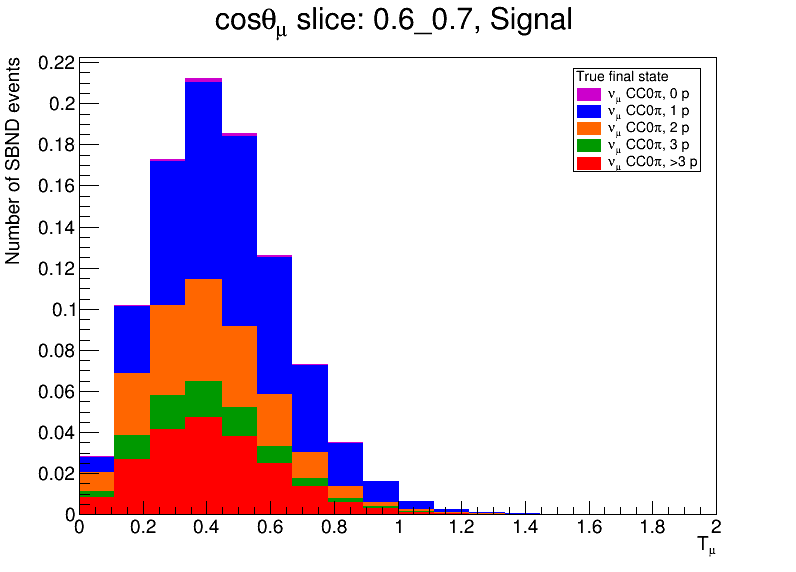 cosθμ slice: 0.6_0.7, Signal
Number of SBND events
0.22
0.2
0.18
0.16
0.14
0.12
0.1
0.08
0.06
0.04
0.02
0
True final state
νμ CC0π, 0 p
νμ CC0π, 1 p
νμ CC0π, 2 p
νμ CC0π, 3 p
νμ CC0π, >3 p
0 0.2 0.4 0.6 0.8 1 1.2 1.4 1.6 1.8 2
Tμ